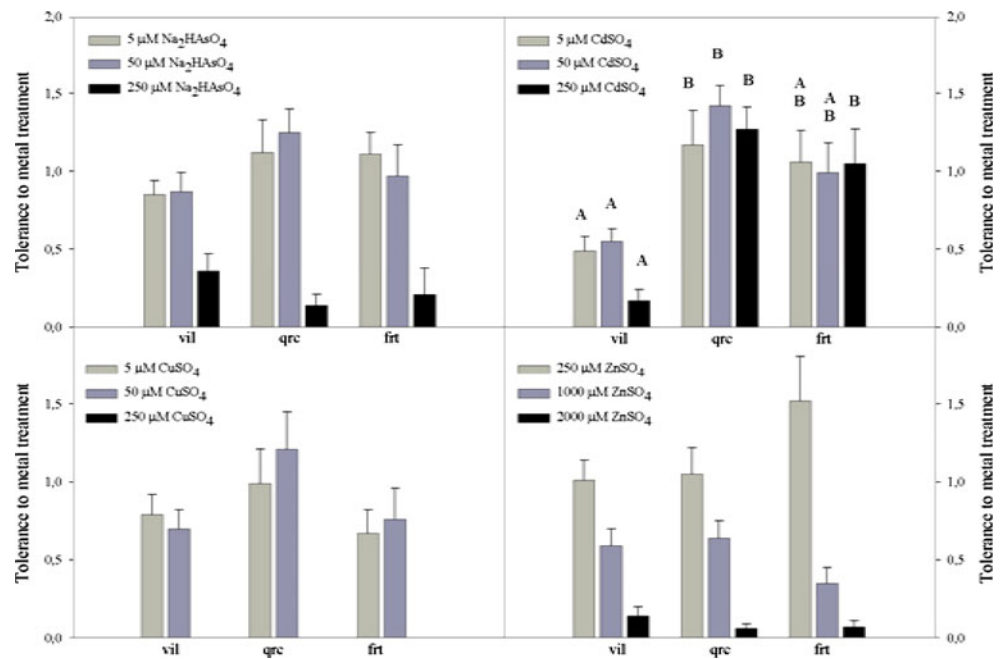 2,0
1,5
1,0
0,5
0,0
Tolerance to metal treatment
5 µM Na2HAsO4
50 µM Na2HAsO4
250 µM Na2HAsO4
vil qrc frt
5 µM CdSO4
50 µM CdSO4
250 µM CdSO4
A A A
B B B
A B A B B
vil qrc frt
2,0
1,5
1,0
0,5
0,0
Tolerance to metal treatment
1,5
1,0
0,5
0,0
Tolerance to metal treatment
5 µM CuSO4
50 µM CuSO4
250 µM CuSO4
vil qrc frt
250 µM ZnSO4
1000 µM ZnSO4
2000 µM ZnSO4
vil qrc frt
1,5
1,0
0,5
0,0
Tolerance to metal treatment